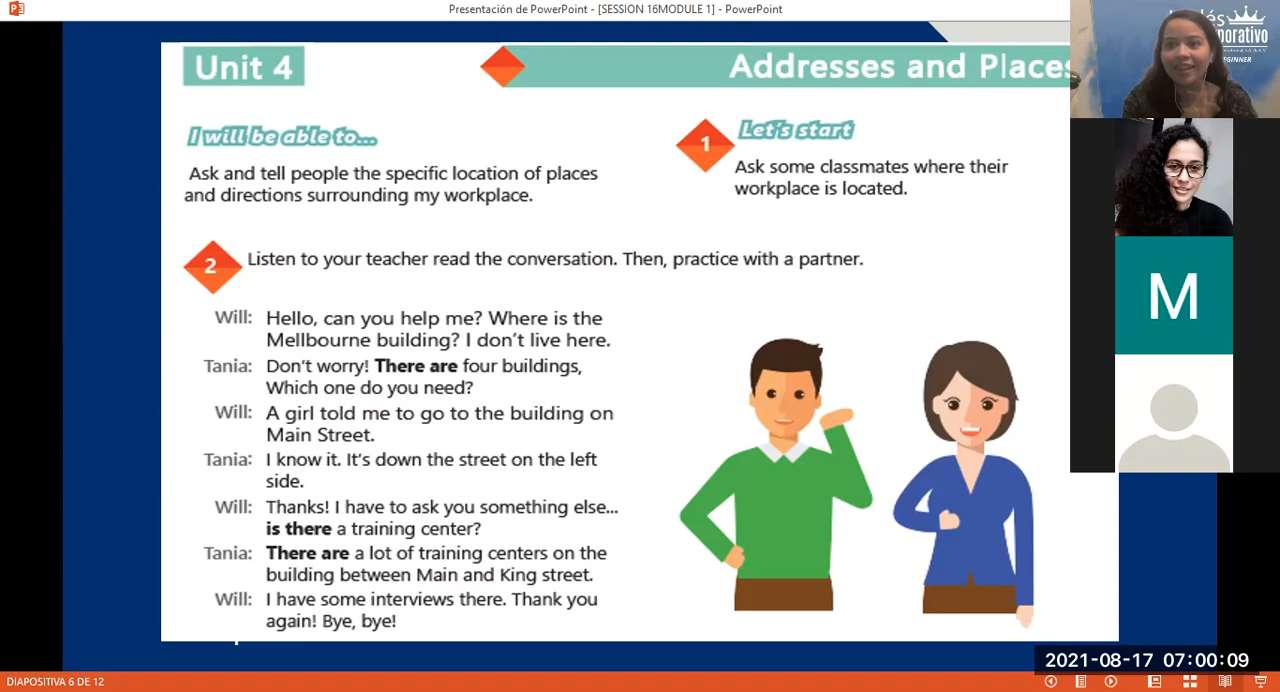 Presentación de PowerPoint - [SESSION 16MODULE 1] - PowerPoint
Unit 4
Addresses and Places
I will be able to...
Ask and tell people the specific location of places
and directions surrounding my workplace.
1
Let's start
Ask some classmates where their
workplace is located.
2
Listen to your teacher read the conversation. Then, practice with a partner.
Will: Hello, can you help me? Where is the
Mellbourne building? I don't live here.
Tania: Don't worry! There are four buildings,
Which one do you need?
Will: A girl told me to go to the building on
Main Street.
Tania: I know it. It's down the street on the left
side.
Will: Thanks! I have to ask you something else...
is there a training center?
Tania: There are a lot of training centers on the
building between Main and King street.
Will: I have some interviews there. Thank you
again! Bye, bye!
M
2021-08-17 07:00:09
DIAPOSITIVA 6 DE 12